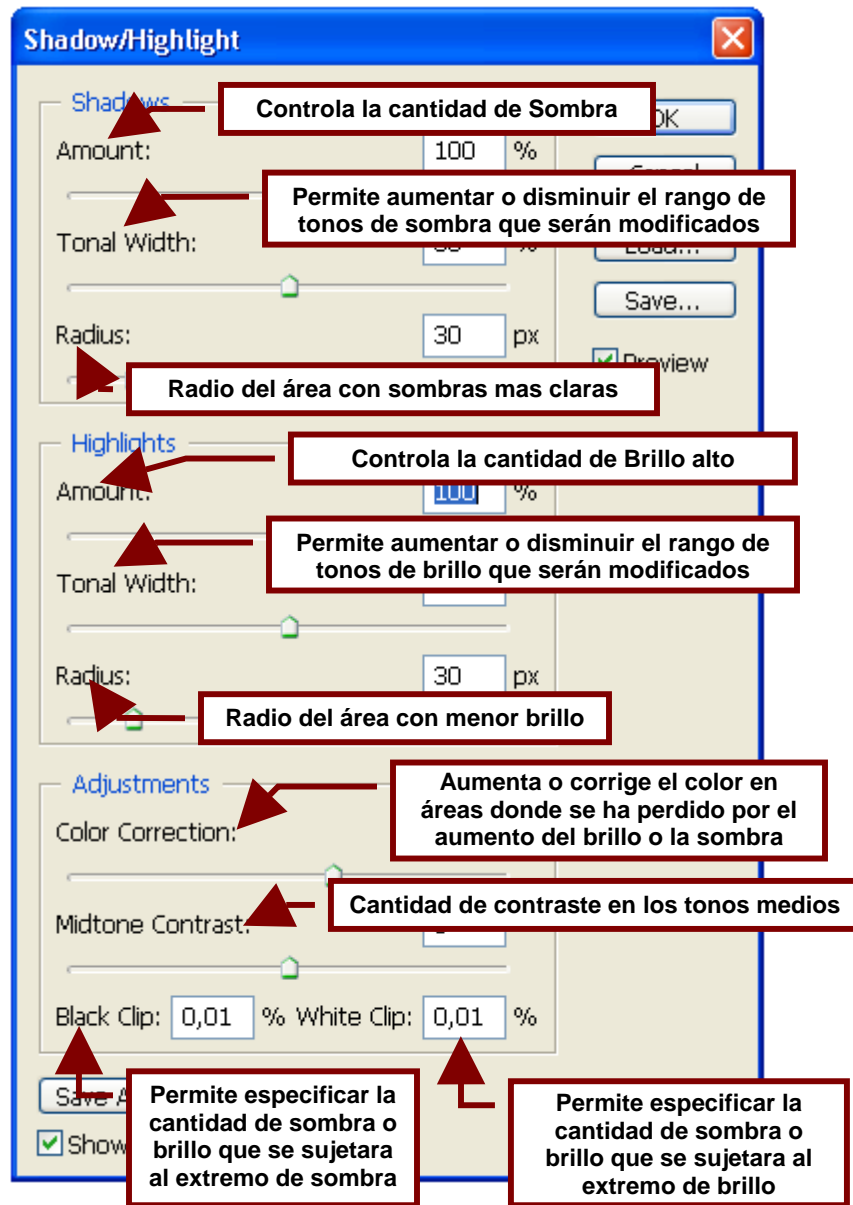 Shadow/Highlight
Shadows
Controla la cantidad de Sombra
OK
Amount:
100 %
Cancel
Permite aumentar o disminuir el rango de
tonos de sombra que serán modificados
Tonal Width:
%
Load...
Save...
Radius:
30 px
Preview
Radio del área con sombras mas claras
Highlights
Controla la cantidad de Brillo alto
Amount:
100 %
Permite aumentar o disminuir el rango de
tonos de brillo que serán modificados
Tonal Width:
Radius:
30 px
Radio del área con menor brillo
Adjustments
Aumenta o corrige el color en
áreas donde se ha perdido por el
aumento del brillo o la sombra
Color Correction:
Cantidad de contraste en los tonos medios
Midtone Contrast:
Black Clip: 0,01 % White Clip: 0,01 %
Save
Permite especificar la
cantidad de sombra o
brillo que se sujetara
al extremo de sombra
Permite especificar la
cantidad de sombra o
brillo que se sujetara al
extremo de brillo
Show